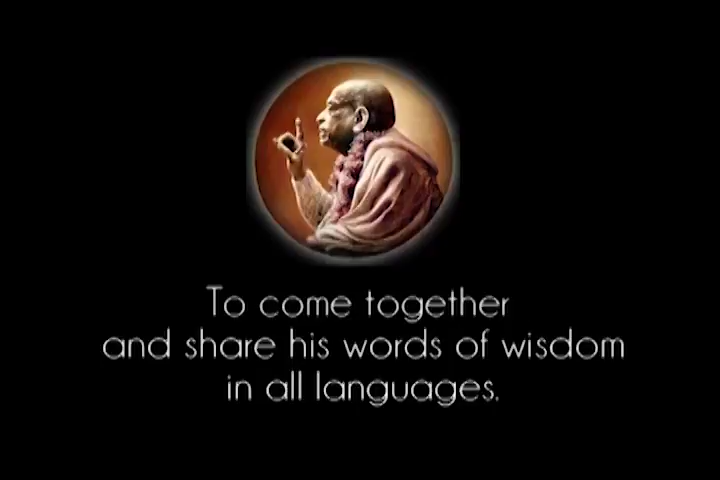 To come together
and share his words of wisdom
in all languages.